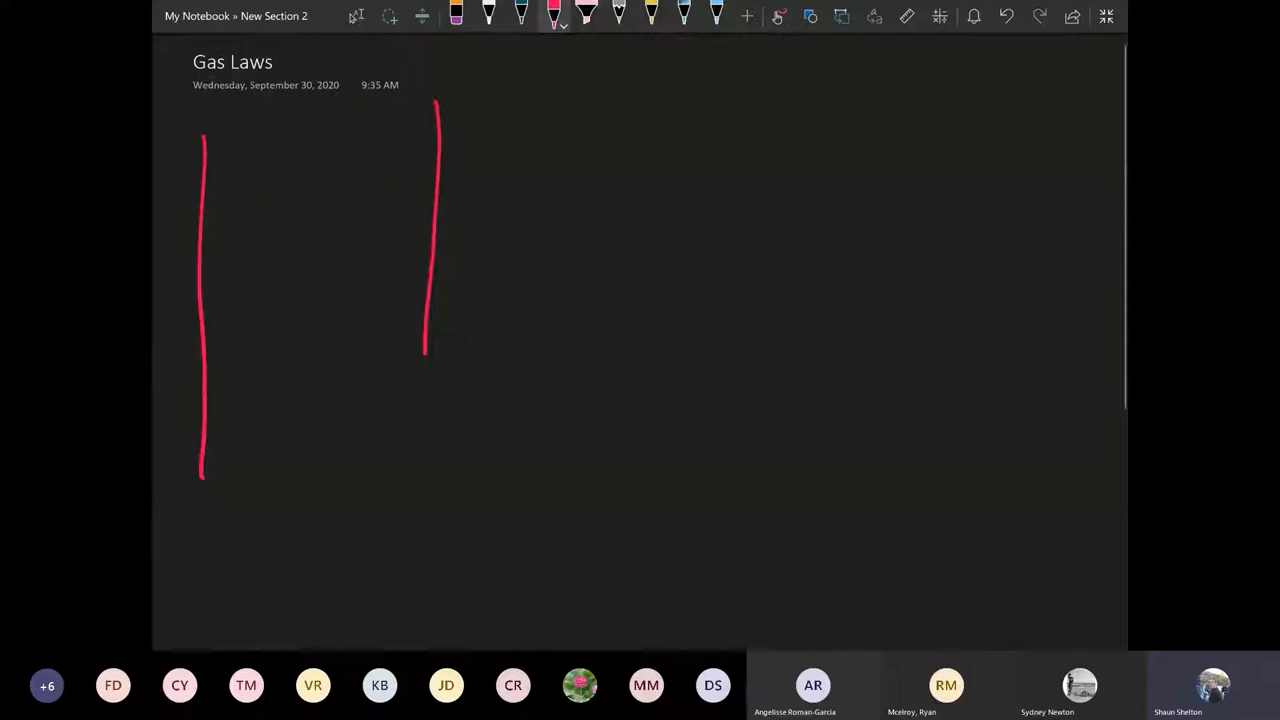 My Notebook » New Section 2
Gas Laws
Wednesday, September 30, 2020 9:35 AM
+6
FD
CY
TM
VR
KB
JD
CR
MM
DS
AR
RM
Angelisse Roman-Garcia
Mcelroy, Ryan
Sydney Newton
Shaun Shelton